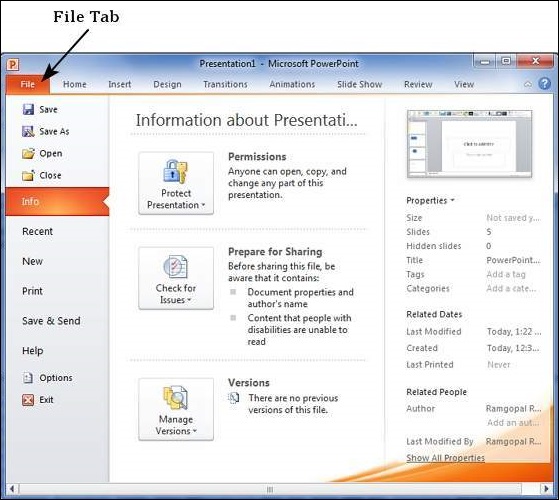 File Tab
Presentation1 - Microsoft PowerPoint
File Home Insert Design Transitions Animations Slide Show Review View
Save
Save As
Open
Close
Info
Recent
New
Print
Save & Send
Help
Options
Exit
Information about Presentati...
Protect
Presentation
Permissions
Anyone can open, copy, and
change any part of this
presentation.
Check for
Issues
Prepare for Sharing
Before sharing this file, be
aware that it contains:
Document properties and
author's name
Content that people with
disabilities are unable to
read
Manage
Versions
Versions
There are no previous
versions of this file.
Properties
Size Not saved y...
Slides 5
Hidden slides 0
Title PowerPoint...
Tags Add a tag
Categories Add a cate...
Related Dates
Last Modified Today, 1:22 ...
Created Today, 12:3...
Last Printed Never
Related People
Author Ramgopal R...
Add an aut...
Last Modified By Ramgopal R...
Show All Properties